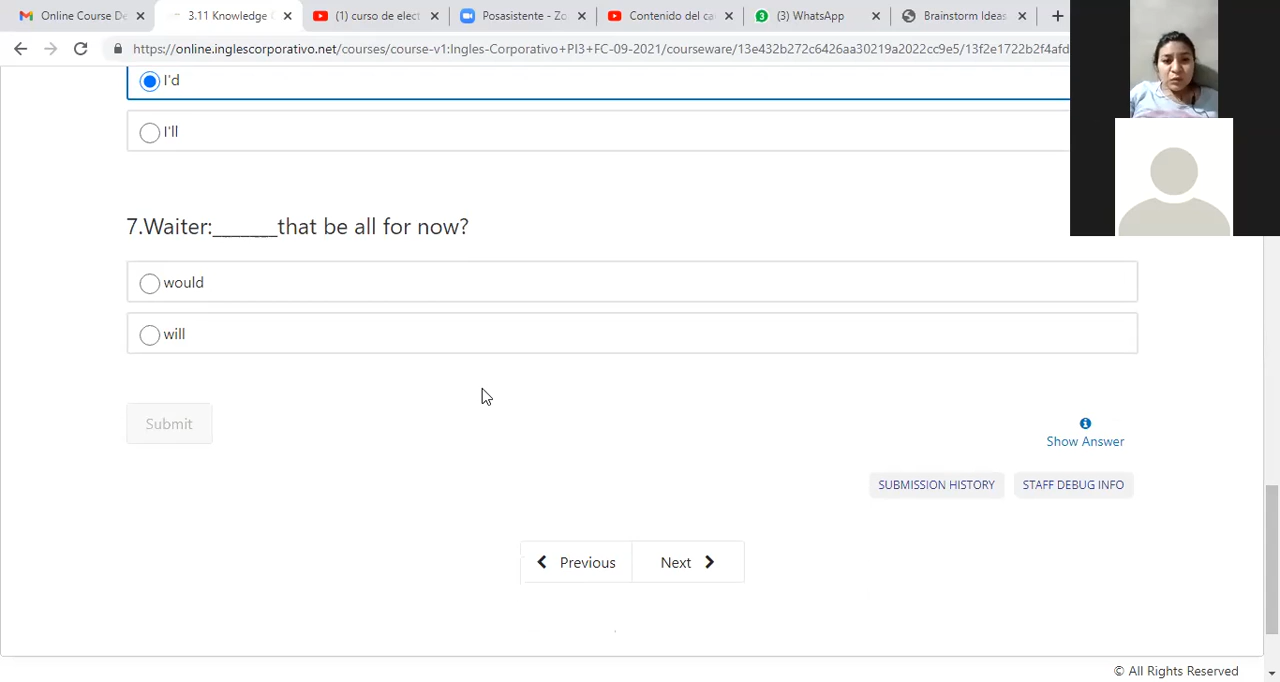 Online Course De
3.11 Knowledge
(1) curso de elect
Posasistente - Zo
Contenido del ca
3
(3) WhatsApp
Brainstorm Ideas
https://online.inglescorporativo.net/courses/course-v1:Ingles-Corporativo+PI3+FC-09-2021/courseware/13e432b272c6426aa30219a2022cc9e5/13f2e1722b2f4afd
I'd
I'll
7.Waiter:_______that be all for now?
would
will
Submit
Show Answer
SUBMISSION HISTORY
STAFF DEBUG INFO
Previous
Next
© All Rights Reserved